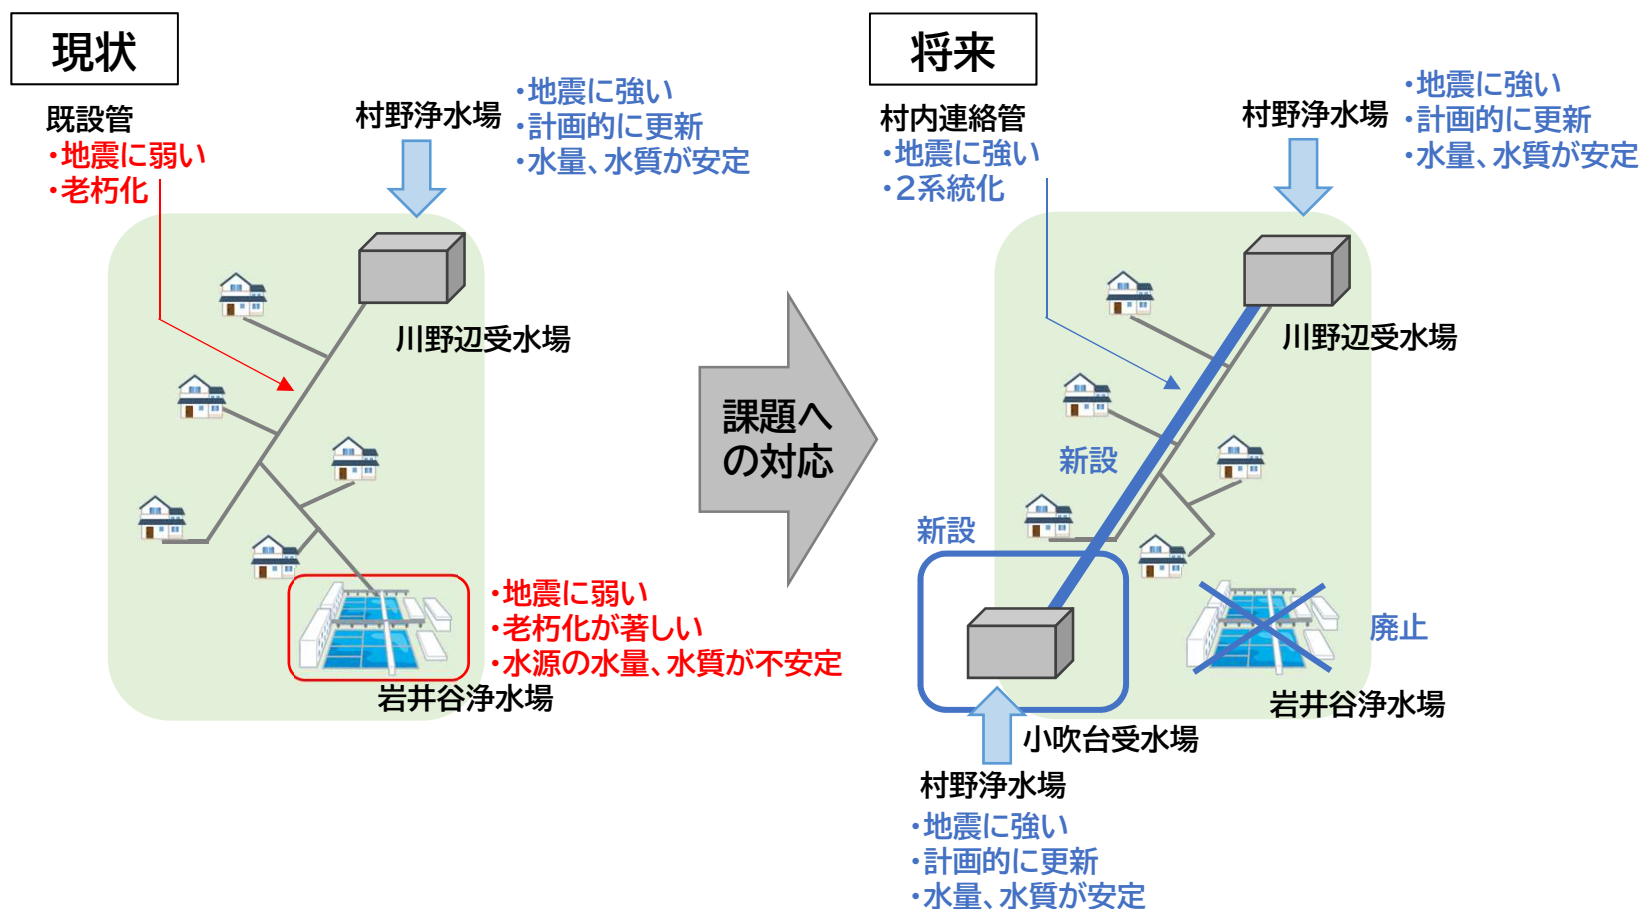 現状
既設管
・地震に弱い
・老朽化
村野浄水場
・地震に強い
・計画的に更新
・水量、水質が安定
川野辺受水場
・地震に弱い
・老朽化が著しい
・水源の水量、水質が不安定
岩井谷浄水場
課題へ
の対応
将来
村内連絡管
・地震に強い
・2系統化
村野浄水場
・地震に強い
・計画的に更新
・水量、水質が安定
川野辺受水場
新設
新設
廃止
岩井谷浄水場
小吹台受水場
村野浄水場
・地震に強い
・計画的に更新
・水量、水質が安定